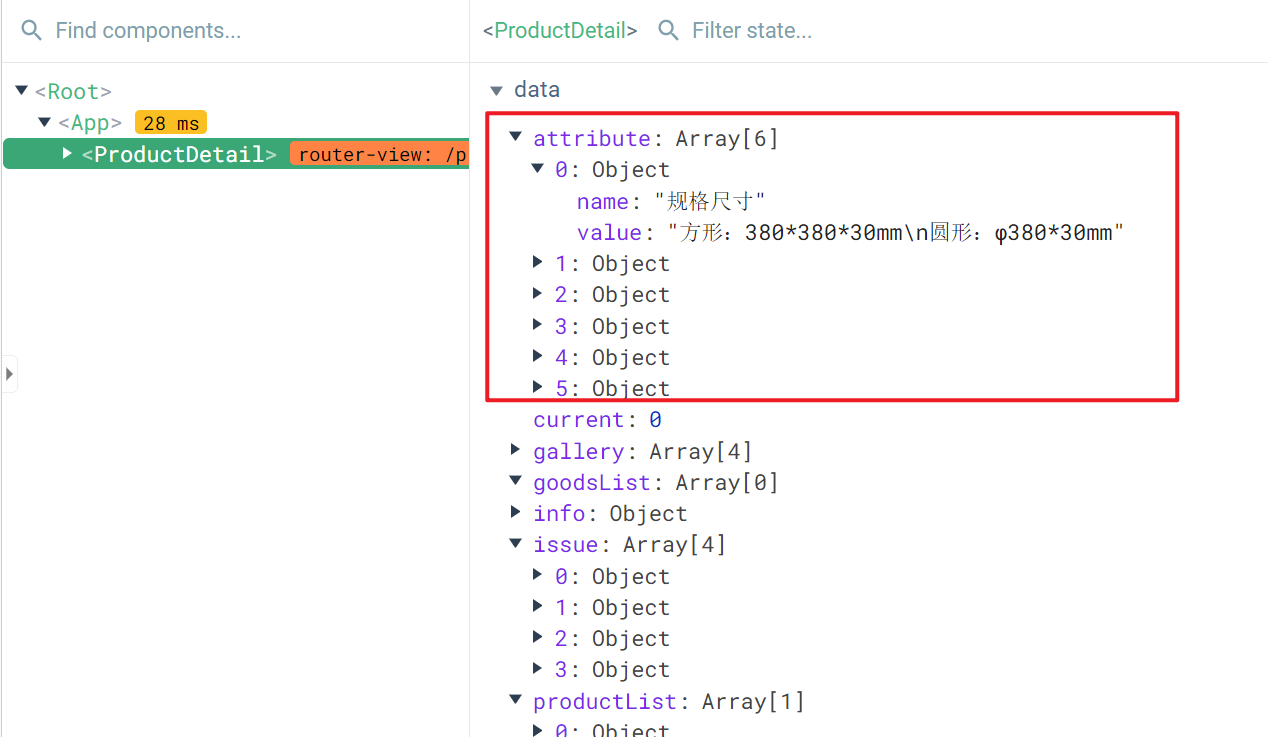 Find components...
<Root>
<App> 28 ms
<ProductDetail> router-view: /p
<ProductDetail> Filter state...
data
attribute: Array[6]
0: Object
name: "规格尺寸"
value: "方形：380*380*30mm\n圆形：φ380*30mm"
1: Object
2: Object
3: Object
4: Object
5: Object
current: 0
gallery: Array[4]
goodsList: Array[0]
info: Object
issue: Array[4]
0: Object
1: Object
2: Object
3: Object
productList: Array[1]
0: Object